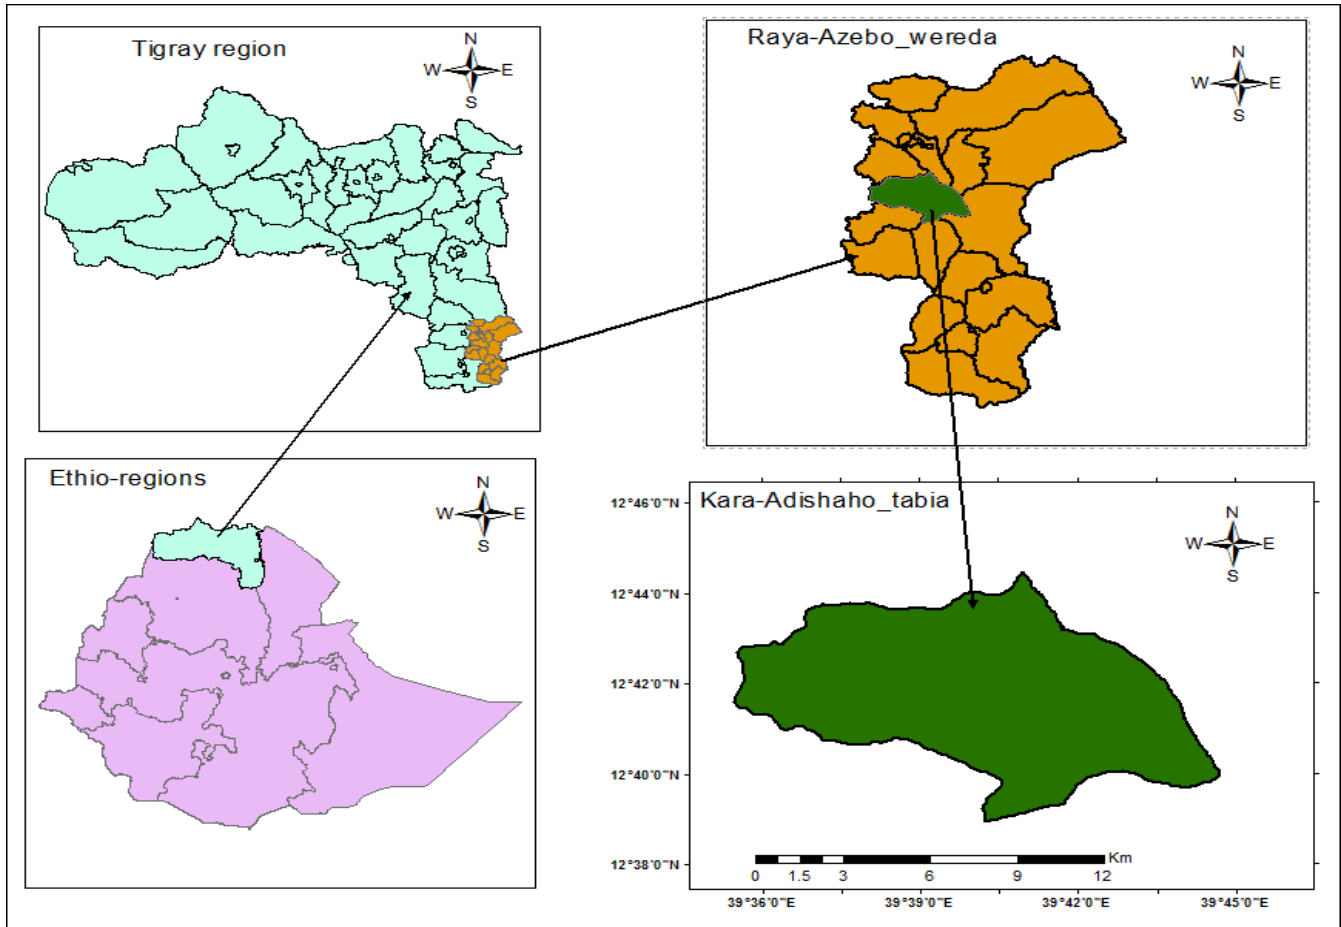 Tigray region
N
W E
S
Raya-Azebo_wereda
N
W E
S
Ethio-regions
N
W E
S
Kara-Adishaho_tabia
N
W E
S
12°46'0"N
12°44'0"N
12°42'0"N
12°40'0"N
12°38'0"N
Km
0 1.5 3 6 9 12
39°36'0"E 39°39'0"E 39°42'0"E 39°45'0"E